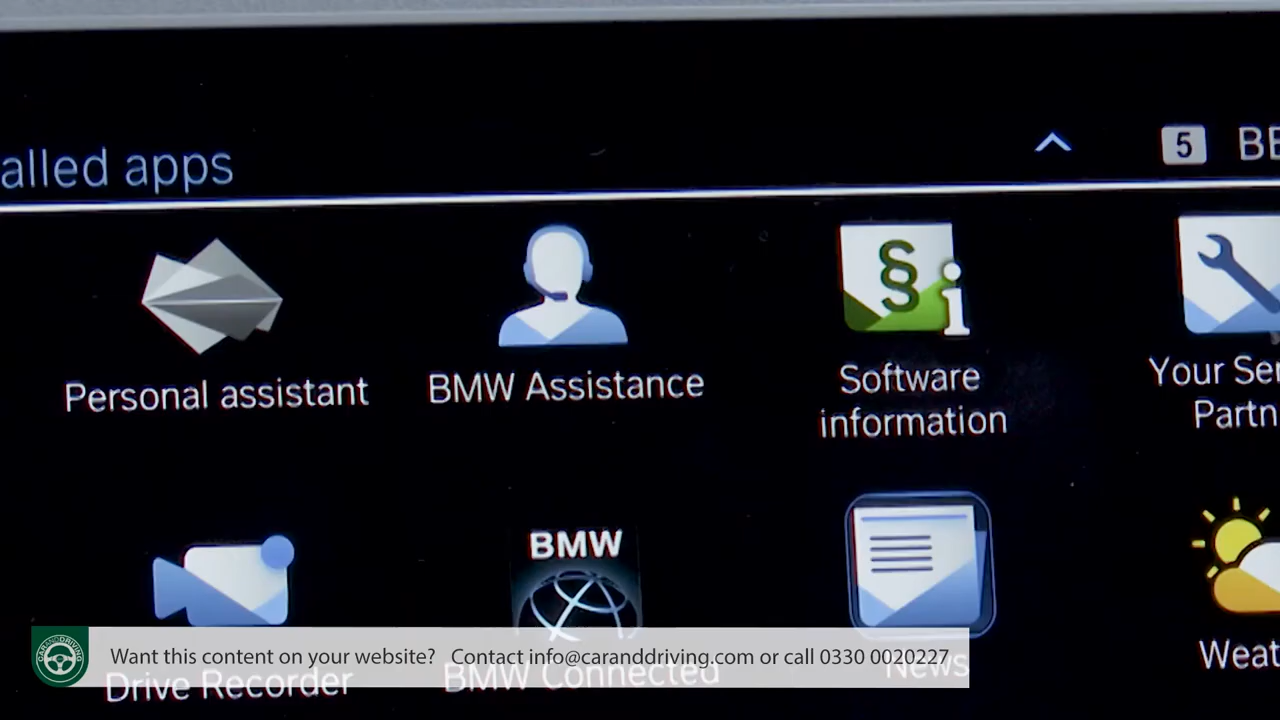 alled apps
5 BE
Personal assistant
BMW Assistance
Software
information
Your Ser
Partn
§
i
BMW
CARANDDRIVING
Want this content on your website? Contact info@caranddriving.com or call 0330 0020227
Drive Recorder
BMW Connected
News
Weat